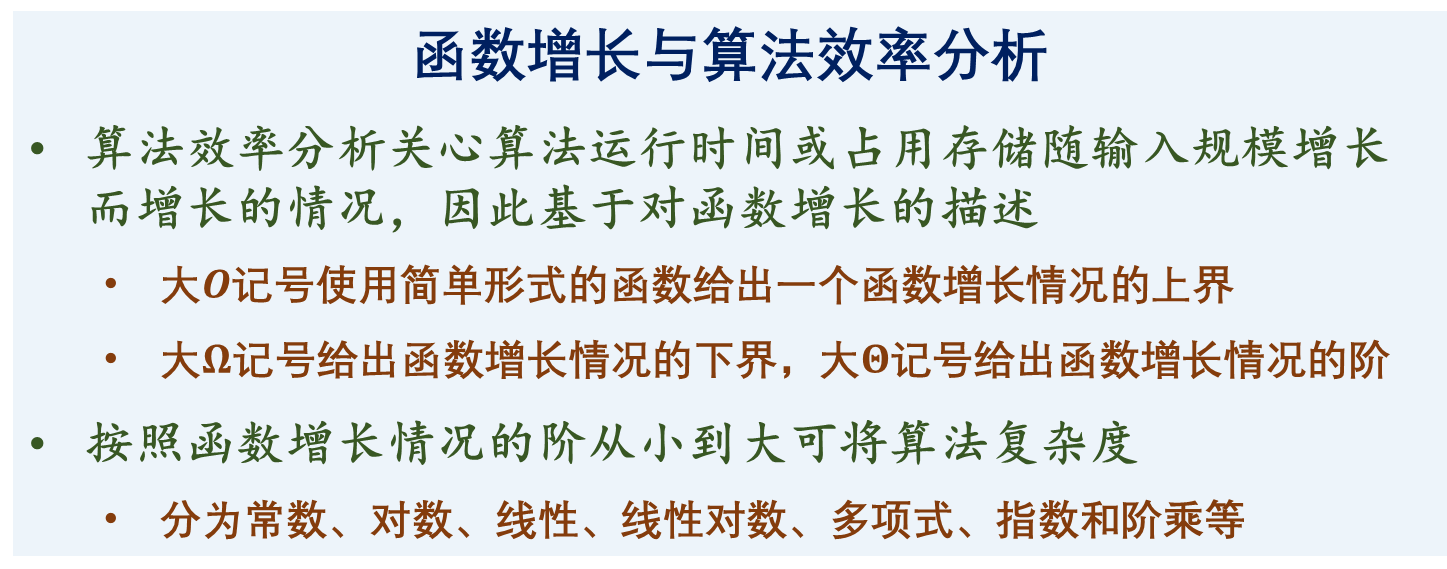 函数增长与算法效率分析
• 算法效率分析关心算法运行时间或占用存储随输入规模增长
而增长的情况，因此基于对函数增长的描述
• 大O记号使用简单形式的函数给出一个函数增长情况的上界
• 大Ω记号给出函数增长情况的下界，大Θ记号给出函数增长情况的阶
• 按照函数增长情况的阶从小到大可将算法复杂度
• 分为常数、对数、线性、线性对数、多项式、指数和阶乘等